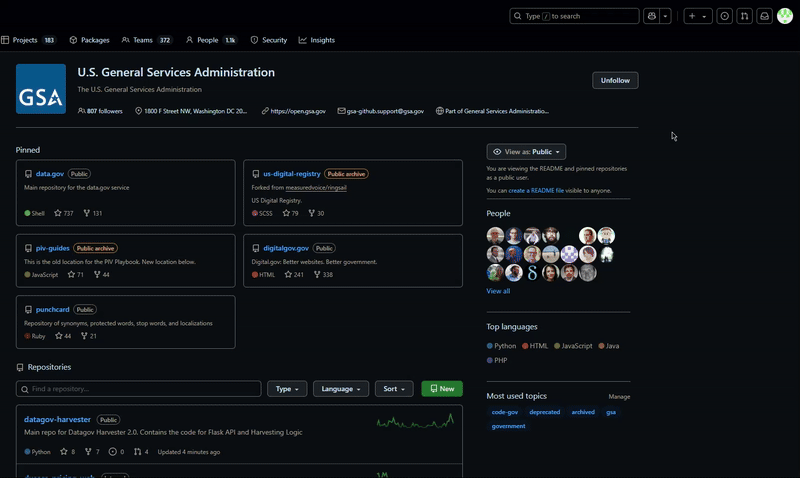 Type / to search
Projects 183 Packages Teams 372 People 1.1k Security Insights
GSA
U.S. General Services Administration
The U.S. General Services Administration
Unfollow
807 followers 1800 F Street NW, Washington DC 20... https://open.gsa.gov gsa-github.support@gsa.gov Part of General Services Administratio...
Pinned
data.gov Public
Main repository for the data.gov service
Shell 737 131
us-digital-registry Public archive
Forked from measuredvoice/ringsail
US Digital Registry.
SCSS 79 30
piv-guides Public archive
This is the old location for the PIV Playbook. New location below.
JavaScript 71 44
digitalgov.gov Public
Digital.gov: Better websites. Better government.
HTML 241 338
punchcard Public
Repository of synonyms, protected words, stop words, and localizations
Ruby 44 21
Repositories
Find a repository...
Type Language Sort New
datagov-harvester Public
Main repo for Datagov Harvester 2.0. Contains the code for Flask API and Harvesting Logic
Python 8 7 0 4 Updated 4 minutes ago
View as: Public
You are viewing the README and pinned repositories
as a public user.
You can create a README file visible to anyone.
People
View all
Top languages
Python HTML JavaScript Java
PHP
Most used topics Manage
code-gov deprecated archived gsa
government